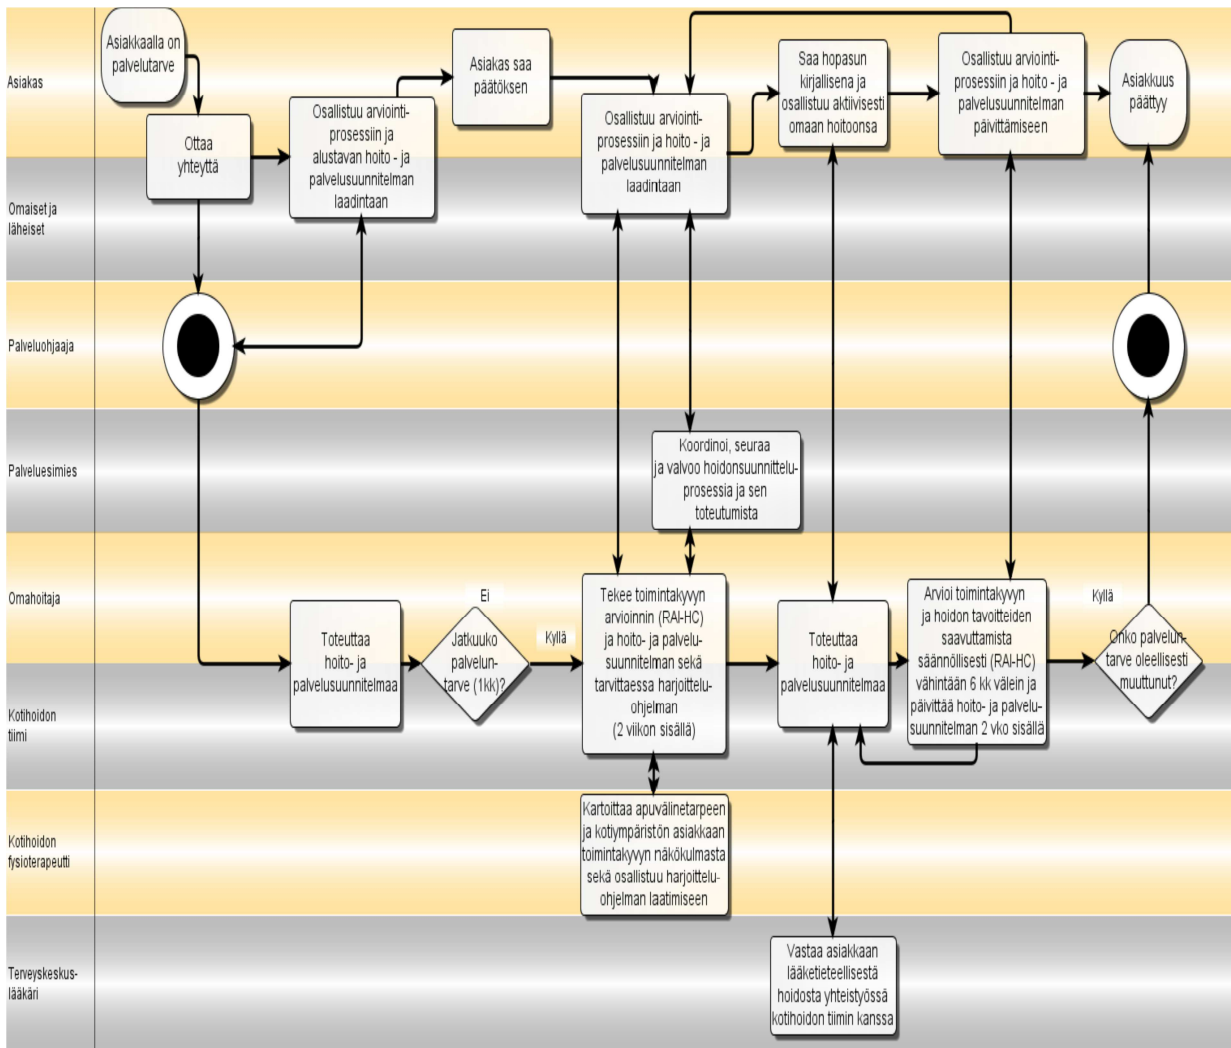 Asiakas
Asiakkaalla on
palvelutarve
Ottaa
yhteyttä
Osallistuu arviointi-
prosessiin ja
alustavan hoito - ja
palvelusuunnitelman
laadintaan
Asiakas saa
päätöksen
Osallistuu arviointi-
prosessiin ja hoito - ja
palvelusuunnitelman
laadintaan
Saa hopasun
kirjallisena ja
osallistuu aktiivisesti
omaan hoitoonsa
Osallistuu arviointi-
prosessiin ja hoito - ja
palvelusuunnitelman
päivittämiseen
Asiakkuus
päättyy
Omaiset ja
läheiset
Palveluohjaaja
Palveluesimies
Koordinoi, seuraa
ja valvoo hoidonsuunnittelu-
prosessia ja sen
toteutumista
Omahoitaja
Toteuttaa
hoito- ja
palvelusuunnitelmaa
Ei
Jatkuuko
palvelun-
tarve (1kk)?
Kyllä
Tekee toimintakyvyn
arvioinnin (RAI-HC)
ja hoito- ja palvelu-
suunnitelman sekä
tarvittaessa harjoittelu-
ohjelman
(2 viikon sisällä)
Toteuttaa
hoito- ja
palvelusuunnitelmaa
Arvioi toimintakyvyn
ja hoidon tavoitteiden
saavuttamista
säännöllisesti (RAI-HC)
vähintään 6 kk välein ja
päivittää hoito- ja palvelu-
suunnitelman 2 vko sisällä
Kyllä
Onko palvelun-
tarve oleellisesti
muuttunut?
Kotihoidon
tiimi
Kotihoidon
fysioterapeutti
Kartoittaa apuvälinetarpeen
ja kotiympäristön asiakkaan
toimintakyvyn näkökulmasta
sekä osallistuu harjoittelu-
ohjelman laatimiseen
Terveyskeskus-
lääkäri
Vastaa asiakkaan
lääketieteellisestä
hoidosta yhteistyössä
kotihoidon tiimin kanssa